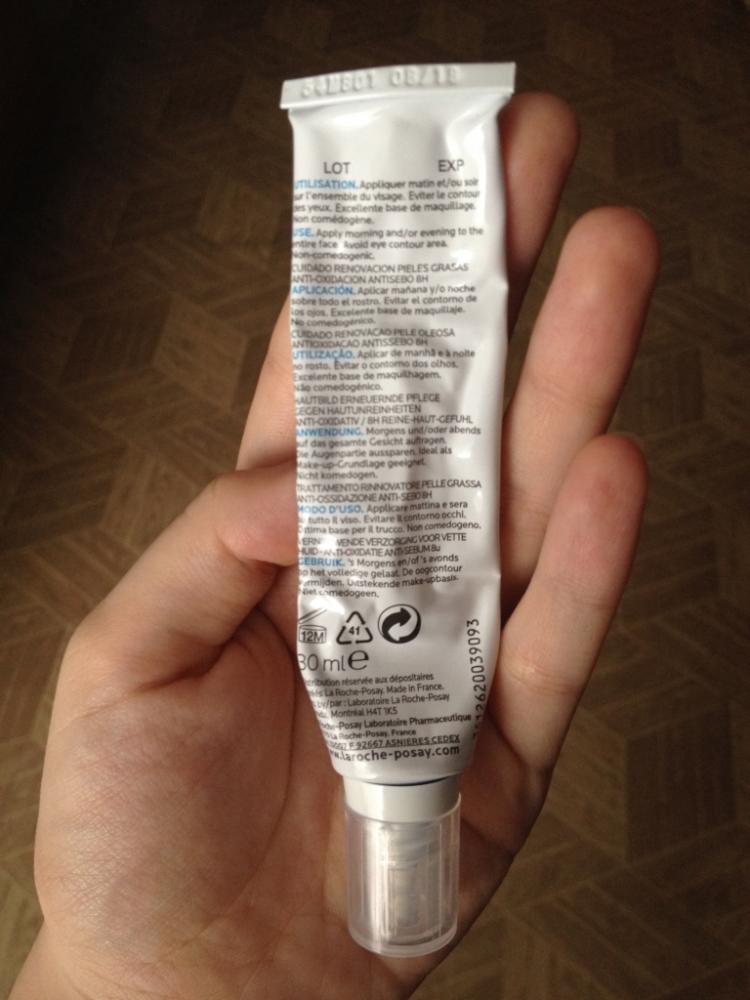 08/18
LOT EXP
UTILISATION. Appliquer matin et/ou soir
sur l'ensemble du visage. Eviter le contour
des yeux. Excellente base de maquillage.
Non comédogène.
USE. Apply morning and/or evening to the
entire face. Avoid eye contour area.
Non-comedogenic.
CUIDADO RENOVACION PIELES GRASAS
ANTI-OXIDACION ANTISEBO 8H
APLICACIÓN. Aplicar mañana y/o noche
sobre todo el rostro. Evitar el contorno de
los ojos. Excelente base de maquillaje.
No comedogénico.
CUIDADO RENOVACAO PELE OLEOSA
ANTIOXIDACAO ANTISSEBO 8H
UTILIZAÇÃO. Aplicar de manhã e à noite
no rosto. Evitar o contorno dos olhos.
Excelente base de maquilhagem.
Não comedogénico.
HAUTBILD ERNEUERNDE PFLEGE
GEGEN HAUTUNREINHEITEN
ANTI-OXIDATIV / 8H REINE-HAUT-GEFÜHL
ANWENDUNG. Morgens und/oder abends
auf das gesamte Gesicht auftragen.
Die Augenpartie aussparen. Ideal als
Make-up-Grundlage geeignet.
Nicht komedogen.
TRATTAMENTO RINNOVATORE PELLE GRASSA
ANTI-OSSIDAZIONE ANTI-SEBO 8H
MODO D'USO. Applicare mattina e sera
su tutto il viso. Evitare il contorno occhi.
Ottima base per il trucco. Non comedogeno.
VERZORGING VOOR VETTE
HUID - ANTI-OXIDATIE ANTI-SEBUM 8u
GEBRUIK. 's Morgens en/of 's avonds
op het volledige gelaat. De oogcontour
vermijden. Uitstekende make-upbasis.
Niet comedogeen.
12M 41
30 ml e
distribution réservée aux dépositaires
La Roche-Posay. Made in France.
by/par : Laboratoire La Roche-Posay
Montréal H4T 1K5
Roche-Posay Laboratoire Pharmaceutique
La Roche-Posay, France
F 92667 ASNIERES CEDEX
www.laroche-posay.com
12620039093